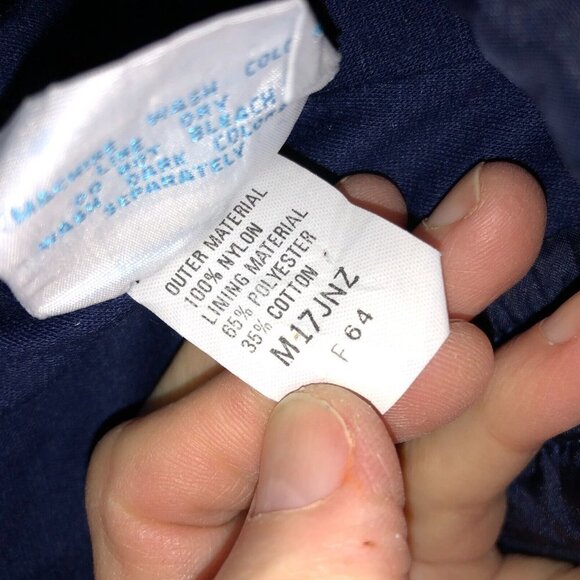 MACHINE WASH COLD
LINE DRY
DO NOT BLEACH
WASH DARK COLORS
SEPARATELY
OUTER MATERIAL
100% NYLON
LINING MATERIAL
65% POLYESTER
35% COTTON
M17JNZ
F 64